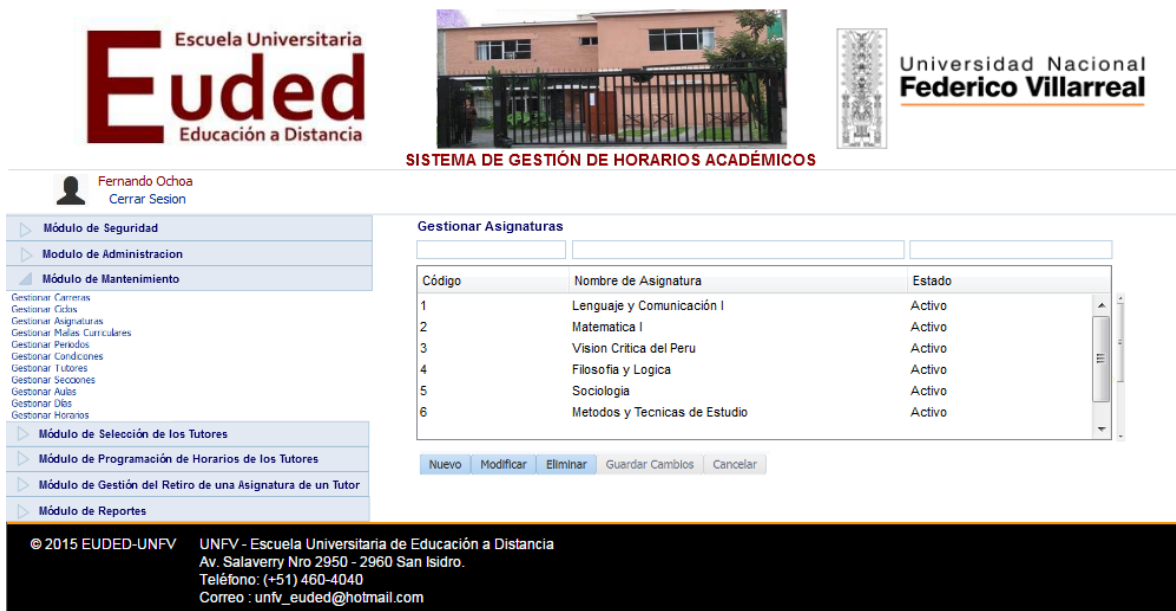 Escuela Universitaria
Euded
Educación a Distancia
Universidad Nacional
Federico Villarreal
SISTEMA DE GESTIÓN DE HORARIOS ACADÉMICOS
Fernando Ochoa
Cerrar Sesion
Módulo de Seguridad
Modulo de Administracion
Módulo de Mantenimiento
Gestionar Carreras
Gestionar Ciclos
Gestionar Asignaturas
Gestionar Mallas Curriculares
Gestionar Periodos
Gestionar Condiciones
Gestionar Tutores
Gestionar Secciones
Gestionar Aulas
Gestionar Días
Gestionar Horarios
Módulo de Selección de los Tutores
Módulo de Programación de Horarios de los Tutores
Módulo de Gestión del Retiro de una Asignatura de un Tutor
Módulo de Reportes
Gestionar Asignaturas
Código Nombre de Asignatura Estado
1 Lenguaje y Comunicación I Activo
2 Matematica I Activo
3 Vision Critica del Peru Activo
4 Filosofia y Logica Activo
5 Sociologia Activo
6 Metodos y Tecnicas de Estudio Activo
Nuevo Modificar Eliminar Guardar Cambios Cancelar
© 2015 EUDED-UNFV UNFV - Escuela Universitaria de Educación a Distancia
Av. Salaverry Nro 2950 - 2960 San Isidro.
Teléfono: (+51) 460-4040
Correo : unfv_euded@hotmail.com